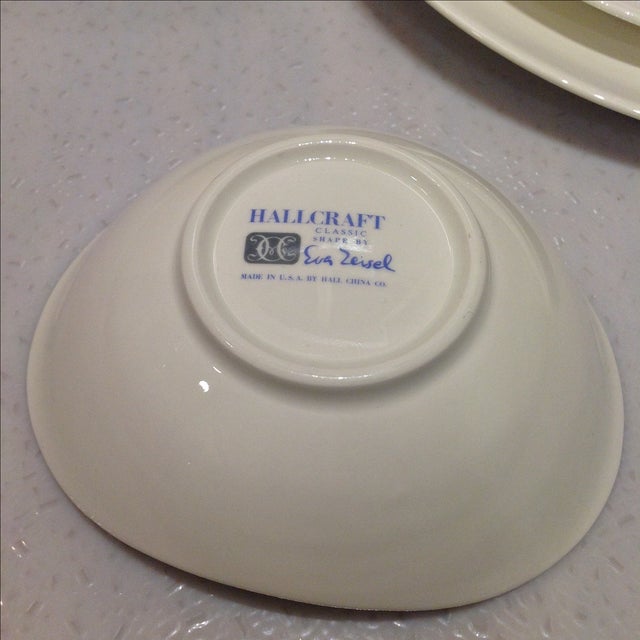 HALLCRAFT
CLASSIC
SHAPE BY
Eva Zeisel
MADE IN U.S.A. BY HALL CHINA CO.